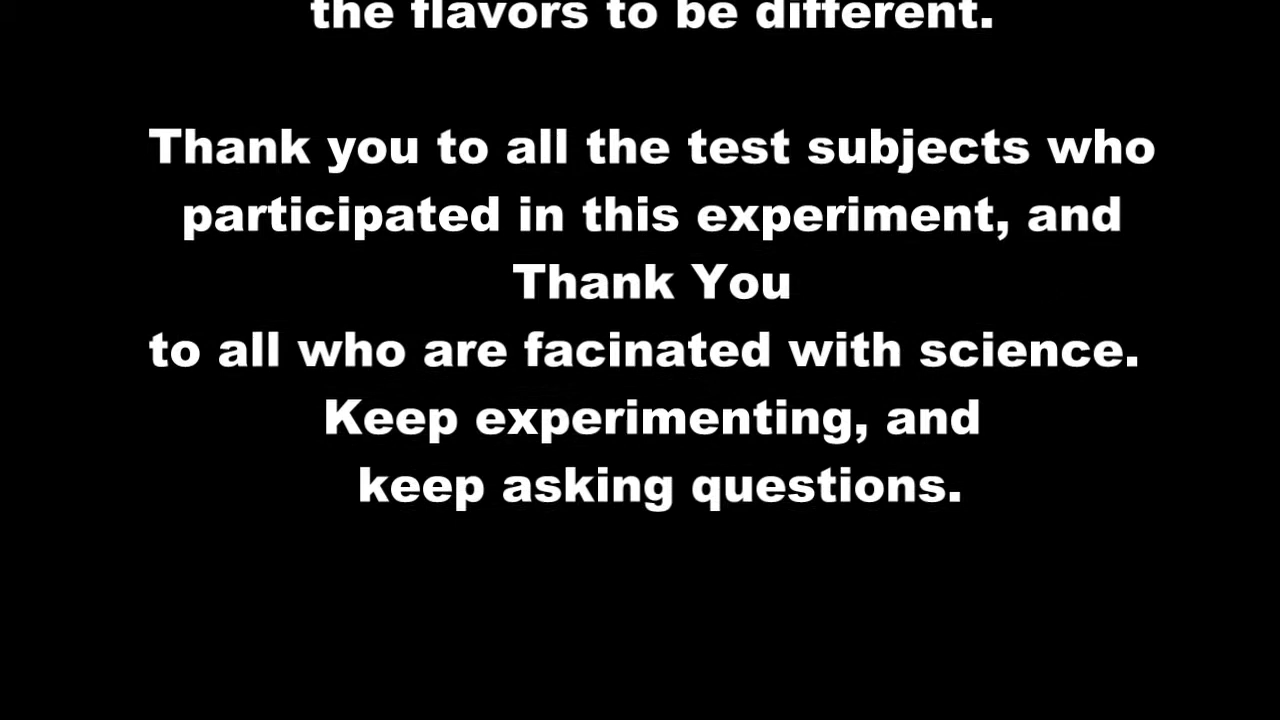 the flavors to be different.
Thank you to all the test subjects who
participated in this experiment, and
Thank You
to all who are facinated with science.
Keep experimenting, and
keep asking questions.